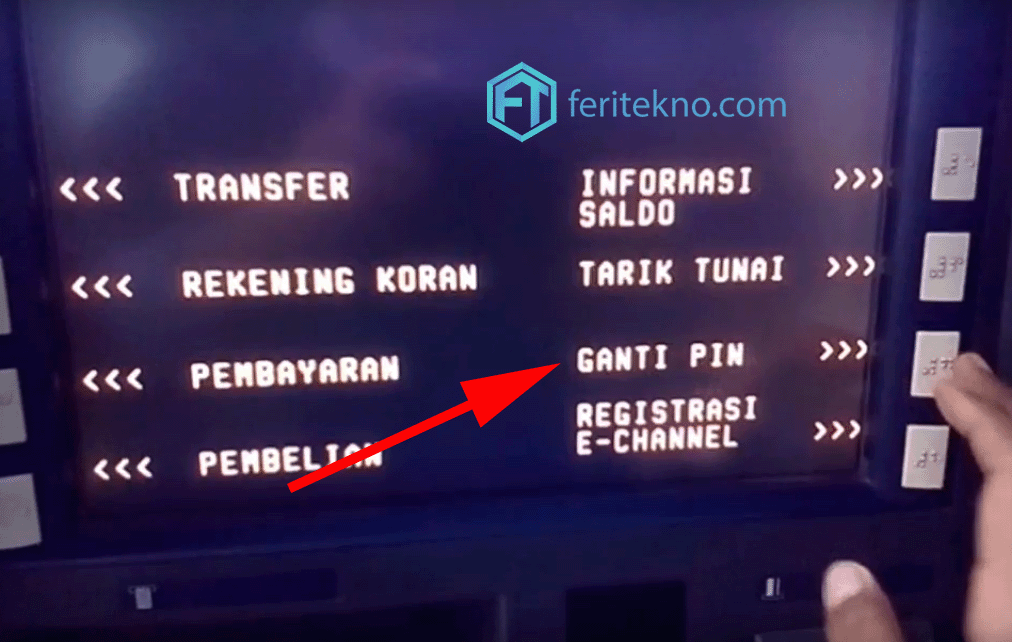 FT feritekno.com
<<< TRANSFER
INFORMASI >>>
SALDO
<<< REKENING KORAN
TARIK TUNAI >>>
<<< PEMBAYARAN
GANTI PIN >>>
<<< PEMBELIAN
REGISTRASI
E-CHANNEL >>>